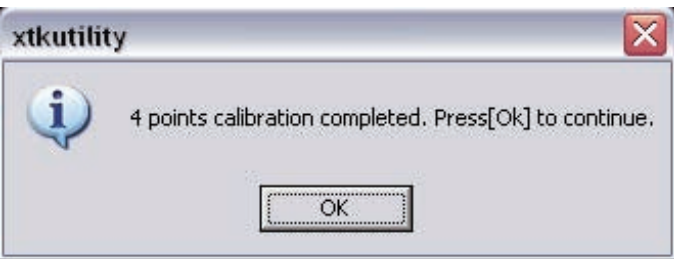 xtkutility
4 points calibration completed. Press[Ok] to continue.
OK